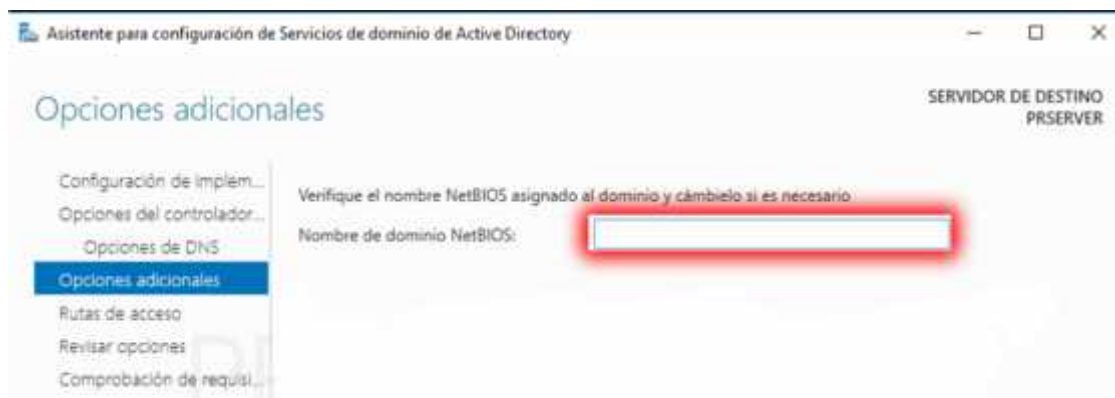 Asistente para configuración de Servicios de dominio de Active Directory
Opciones adicionales
SERVIDOR DE DESTINO
PRSERVER
Configuración de implem...
Opciones del controlador...
Opciones de DNS
Opciones adicionales
Rutas de acceso
Revisar opciones
Comprobación de requisi...
Verifique el nombre NetBIOS asignado al dominio y cámbielo si es necesario
Nombre de dominio NetBIOS: